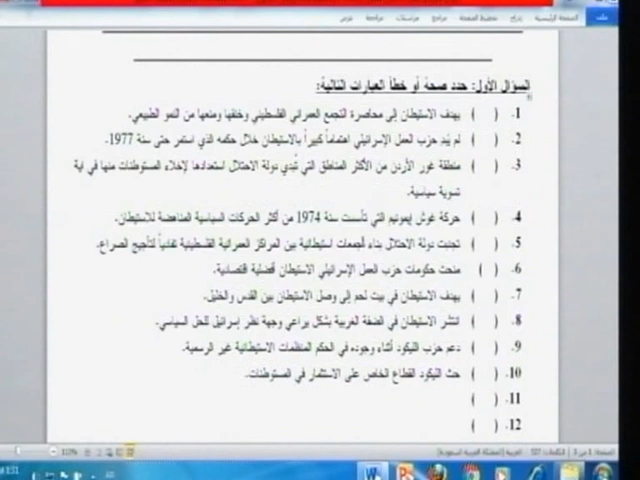 السؤال الأول: حدد صحة أو خطأ العبارات التالية:
1. ( ) يهدف الاستيطان إلى محاصرة التجمع العمراني الفلسطيني وخنقها ومنعها من النمو الطبيعي.
2. ( ) لم يُبد حزب العمل الإسرائيلي اهتماماً كبيراً بالاستيطان خلال حكمه الذي استمر حتى سنة 1977.
3. ( ) منطقة غور الأردن من الأكثر المناطق التي تُبدي دولة الاحتلال استعدادها لإخلاء المستوطنات منها في اية
تسوية سياسية.
4. ( ) حركة غوش إيمونيم التي تأسست سنة 1974 من أكثر الحركات السياسية المناهضة للاستيطان.
5. ( ) تجنبت دولة الاحتلال بناء تجمعات استيطانية بين المراكز العمرانية الفلسطينية تفادياً لتأجيج الصراع.
6. ( ) منحت حكومات حزب العمل الإسرائيلي الاستيطان أفضلية اقتصادية.
7. ( ) يهدف الاستيطان في بيت لحم إلى وصل الاستيطان بين القدس والخليل.
8. ( ) انتشر الاستيطان في الضفة الغربية بشكل يراعي وجهة نظر إسرائيل للحل السياسي.
9. ( ) دعم حزب الليكود أثناء وجوده في الحكم المنظمات الاستيطانية غير الرسمية.
10. ( ) حث الليكود القطاع الخاص على الاستثمار في المستوطنات.
11. ( )
12. ( )